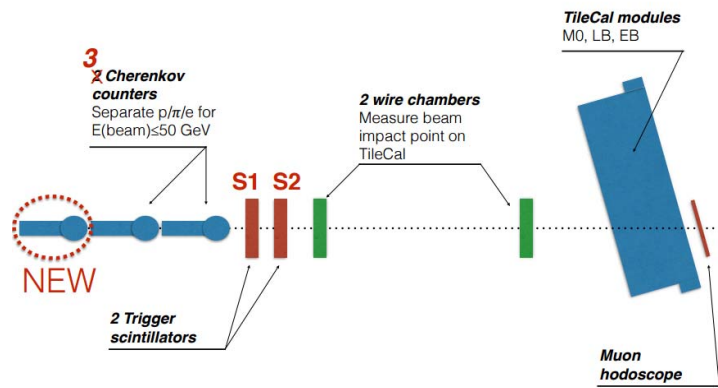 TileCal modules
M0, LB, EB
3
2 Cherenkov
counters
Separate p/π/e for
E(beam)≤50 GeV
2 wire chambers
Measure beam
impact point on
TileCal
S1 S2
NEW
2 Trigger
scintillators
Muon
hodoscope